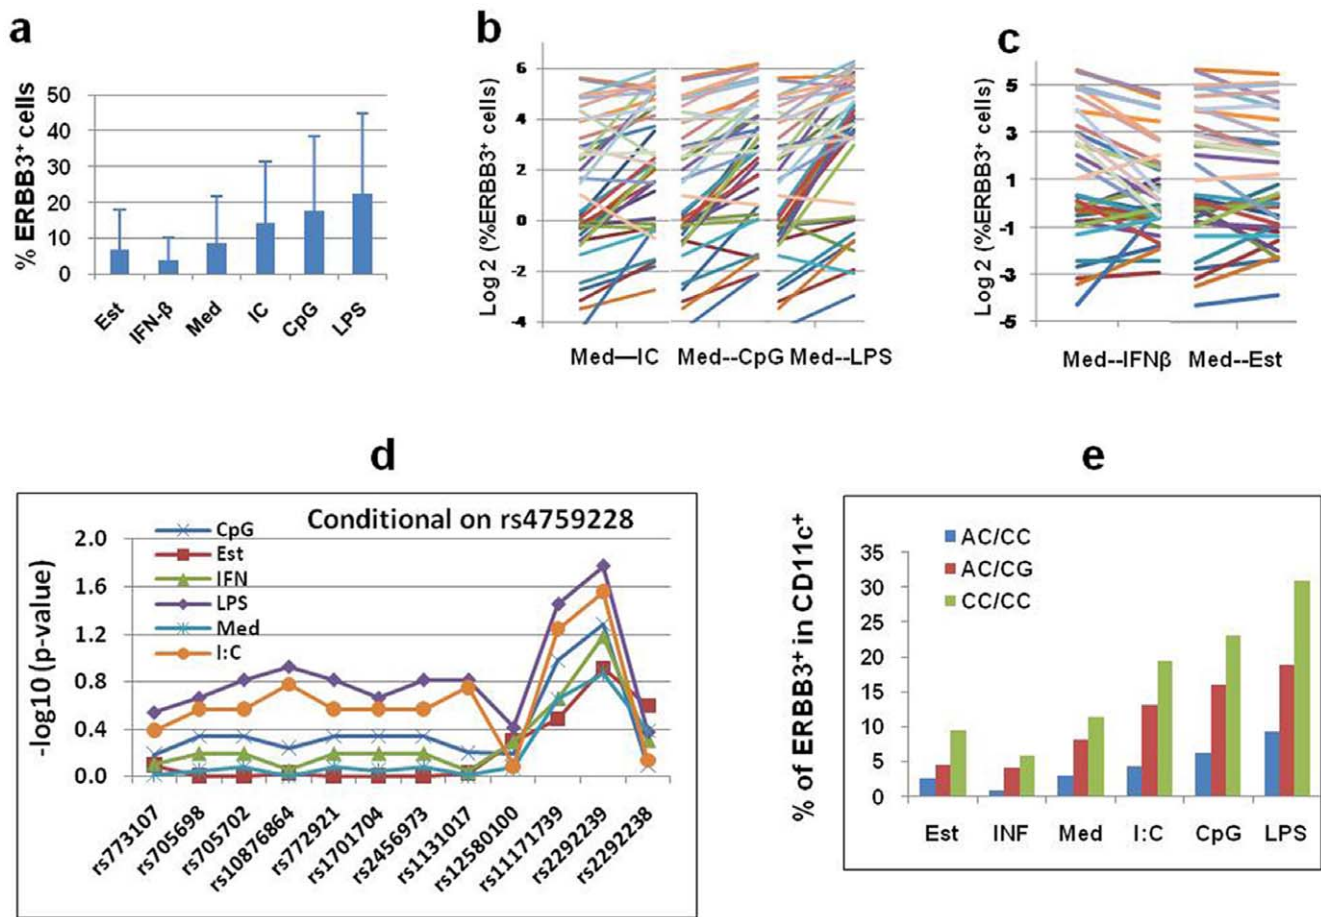 a
% ERBB3⁺ cells
50
40
30
20
10
0
Est
IFN-β
Med
IC
CpG
LPS
b
Log 2 (%ERBB3⁺ cells)
6
4
2
0
-2
-4
Med—IC
Med--CpG
Med--LPS
c
Log 2 (%ERBB3⁺ cells)
5
3
1
-1
-3
-5
Med--IFNβ
Med--Est
d
Conditional on rs4759228
CpG
Est
IFN
LPS
Med
I:C
-log10 (p-value)
2.0
1.6
1.2
0.8
0.4
0.0
rs773107
rs705698
rs705702
rs10876864
rs772921
rs1701704
rs2456973
rs1131017
rs12580100
rs11171739
rs2292239
rs2292238
e
% of ERBB3⁺ in CD11c⁺
AC/CC
AC/CG
CC/CC
35
30
25
20
15
10
5
0
Est
INF
Med
I:C
CpG
LPS